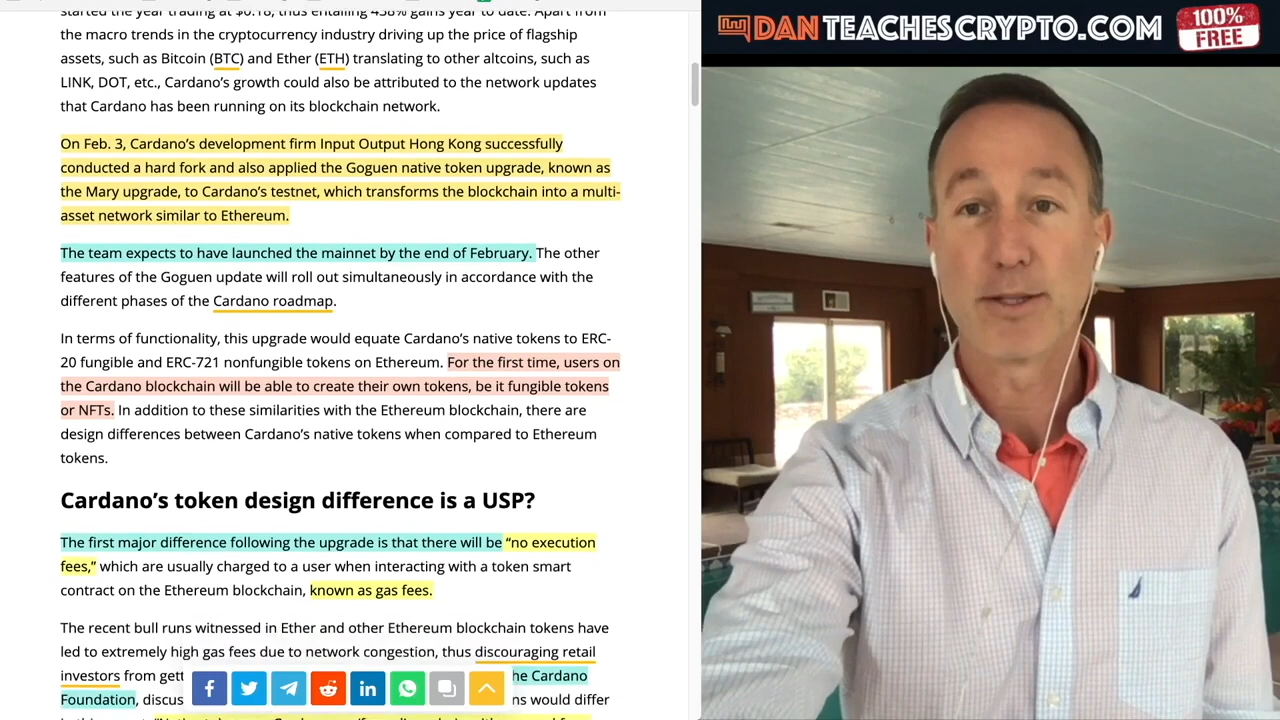 started the year trading at $0.18, thus entailing 438% gains year to date. Apart from
the macro trends in the cryptocurrency industry driving up the price of flagship
assets, such as Bitcoin (BTC) and Ether (ETH) translating to other altcoins, such as
LINK, DOT, etc., Cardano’s growth could also be attributed to the network updates
that Cardano has been running on its blockchain network.
On Feb. 3, Cardano’s development firm Input Output Hong Kong successfully
conducted a hard fork and also applied the Goguen native token upgrade, known as
the Mary upgrade, to Cardano’s testnet, which transforms the blockchain into a multi-
asset network similar to Ethereum.
The team expects to have launched the mainnet by the end of February. The other
features of the Goguen update will roll out simultaneously in accordance with the
different phases of the Cardano roadmap.
In terms of functionality, this upgrade would equate Cardano’s native tokens to ERC-
20 fungible and ERC-721 nonfungible tokens on Ethereum. For the first time, users on
the Cardano blockchain will be able to create their own tokens, be it fungible tokens
or NFTs. In addition to these similarities with the Ethereum blockchain, there are
design differences between Cardano’s native tokens when compared to Ethereum
tokens.
Cardano’s token design difference is a USP?
The first major difference following the upgrade is that there will be “no execution
fees,” which are usually charged to a user when interacting with a token smart
contract on the Ethereum blockchain, known as gas fees.
The recent bull runs witnessed in Ether and other Ethereum blockchain tokens have
led to extremely high gas fees due to network congestion, thus discouraging retail
investors from he Cardano
Foundation, would differ
DANTEACHESCRYPTO.COM
100%
FREE